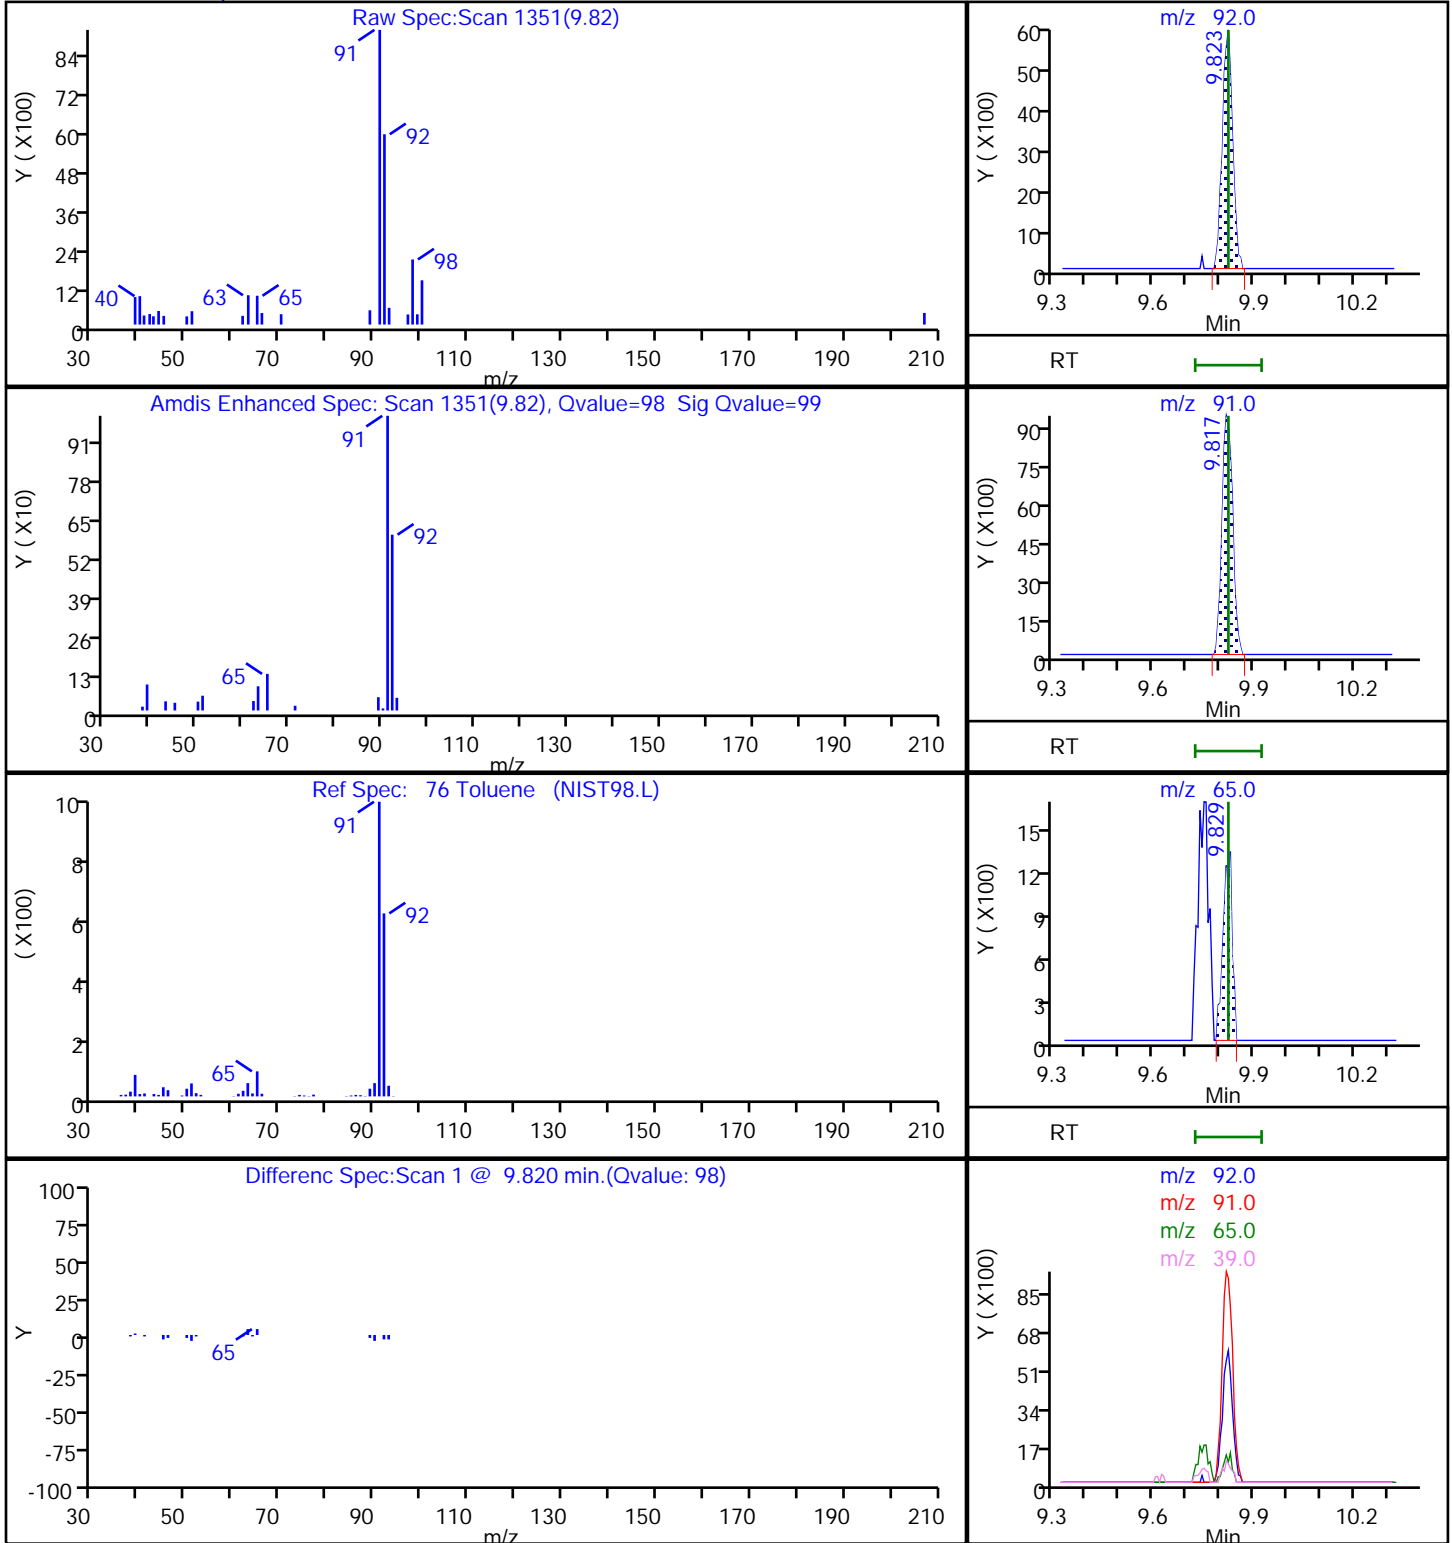 Raw Spec:Scan 1351(9.82)
Y ( X100)
84
72
60
48
36
24
12
0
91
92
98
40
63
65
30 50 70 90 110 130 150 170 190 210
m/z
m/z 92.0
Y ( X100)
60
50
40
30
20
10
0
9.823
9.3 9.6 9.9 10.2
Min
RT
Amdis Enhanced Spec: Scan 1351(9.82), Qvalue=98 Sig Qvalue=99
Y ( X10)
91
78
65
52
39
26
13
0
91
92
65
30 50 70 90 110 130 150 170 190 210
m/z
m/z 91.0
Y ( X100)
90
75
60
45
30
15
0
9.817
9.3 9.6 9.9 10.2
Min
RT
Ref Spec: 76 Toluene (NIST98.L)
( X100)
10
8
6
4
2
0
91
92
65
30 50 70 90 110 130 150 170 190 210
m/z 65.0
Y ( X100)
15
12
9
6
3
0
9.829
9.3 9.6 9.9 10.2
Min
RT
Differenc Spec:Scan 1 @ 9.820 min.(Qvalue: 98)
Y
100
75
50
25
0
-25
-50
-75
-100
65
30 50 70 90 110 130 150 170 190 210
m/z
m/z 92.0
m/z 91.0
m/z 65.0
m/z 39.0
Y ( X100)
85
68
51
34
17
0
9.3 9.6 9.9 10.2
Min